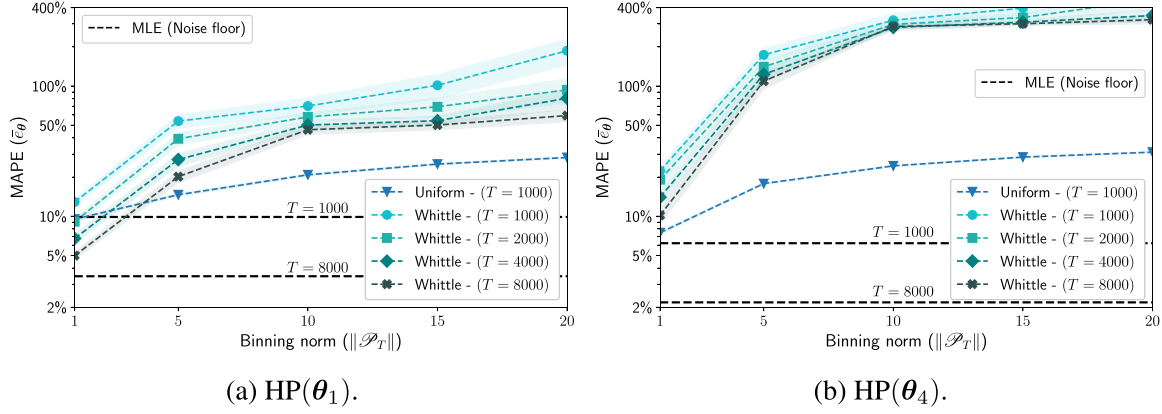 400%
100%
50%
10%
5%
2%
MAPE (ē_θ)
MLE (Noise floor)
T = 1000
T = 8000
Uniform - (T = 1000)
Whittle - (T = 1000)
Whittle - (T = 2000)
Whittle - (T = 4000)
Whittle - (T = 8000)
1 5 10 15 20
Binning norm (‖𝒫_T‖)
(a) HP(θ₁).
400%
100%
50%
10%
5%
2%
MAPE (ē_θ)
MLE (Noise floor)
T = 1000
T = 8000
Uniform - (T = 1000)
Whittle - (T = 1000)
Whittle - (T = 2000)
Whittle - (T = 4000)
Whittle - (T = 8000)
1 5 10 15 20
Binning norm (‖𝒫_T‖)
(b) HP(θ₄).